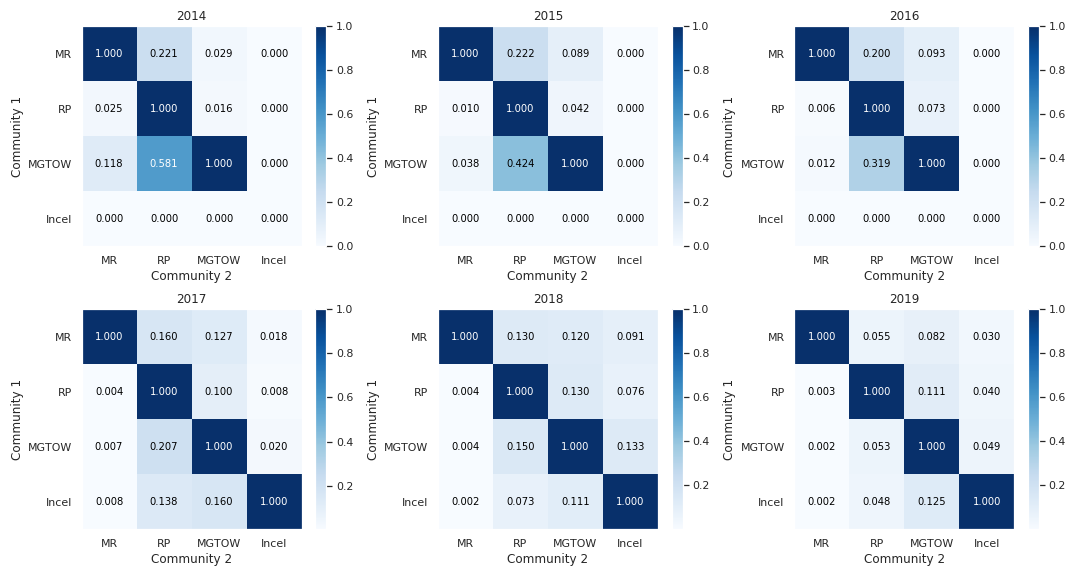 2014
1.0
MR 1.000 0.221 0.029 0.000
0.8
RP 0.025 1.000 0.016 0.000
0.6
Community 1
MGTOW 0.118 0.581 1.000 0.000
0.4
0.2
Incel 0.000 0.000 0.000 0.000
0.0
MR RP MGTOW Incel
Community 2
2015
1.0
MR 1.000 0.222 0.089 0.000
0.8
RP 0.010 1.000 0.042 0.000
0.6
Community 1
MGTOW 0.038 0.424 1.000 0.000
0.4
0.2
Incel 0.000 0.000 0.000 0.000
0.0
MR RP MGTOW Incel
Community 2
2016
1.0
MR 1.000 0.200 0.093 0.000
0.8
RP 0.006 1.000 0.073 0.000
0.6
Community 1
MGTOW 0.012 0.319 1.000 0.000
0.4
0.2
Incel 0.000 0.000 0.000 0.000
0.0
MR RP MGTOW Incel
Community 2
2017
1.0
MR 1.000 0.160 0.127 0.018
0.8
RP 0.004 1.000 0.100 0.008
0.6
Community 1
MGTOW 0.007 0.207 1.000 0.020
0.4
0.2
Incel 0.008 0.138 0.160 1.000
MR RP MGTOW Incel
Community 2
2018
1.0
MR 1.000 0.130 0.120 0.091
0.8
RP 0.004 1.000 0.130 0.076
0.6
Community 1
MGTOW 0.004 0.150 1.000 0.133
0.4
0.2
Incel 0.002 0.073 0.111 1.000
MR RP MGTOW Incel
Community 2
2019
1.0
MR 1.000 0.055 0.082 0.030
0.8
RP 0.003 1.000 0.111 0.040
0.6
Community 1
MGTOW 0.002 0.053 1.000 0.049
0.4
0.2
Incel 0.002 0.048 0.125 1.000
MR RP MGTOW Incel
Community 2